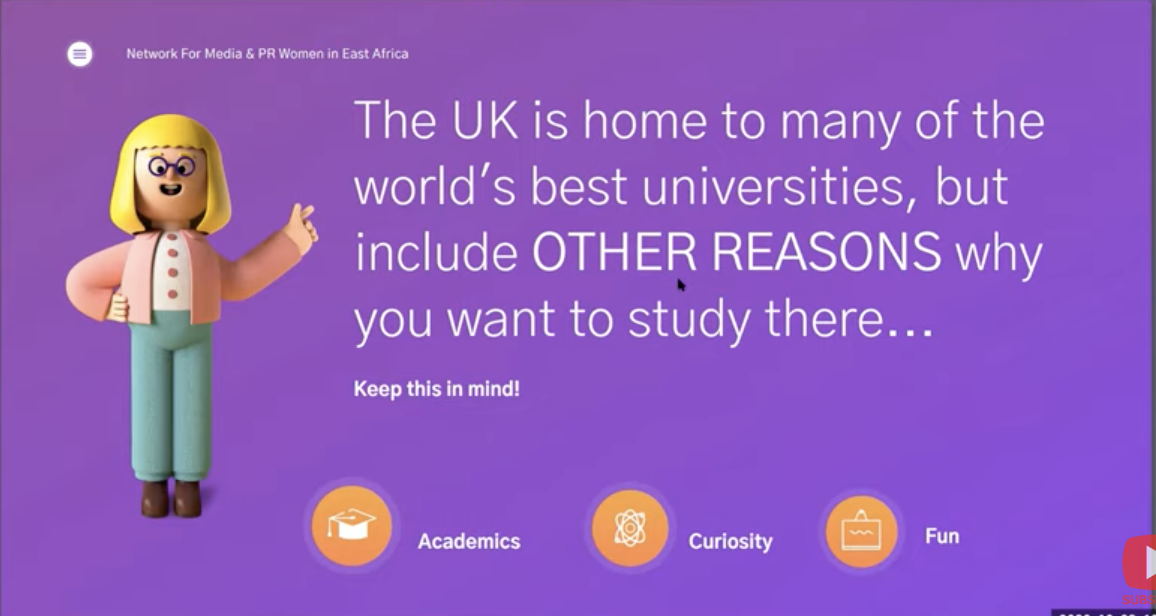 Network For Media & PR Women in East Africa
The UK is home to many of the
world's best universities, but
include OTHER REASONS why
you want to study there...
Keep this in mind!
Academics
Curiosity
Fun